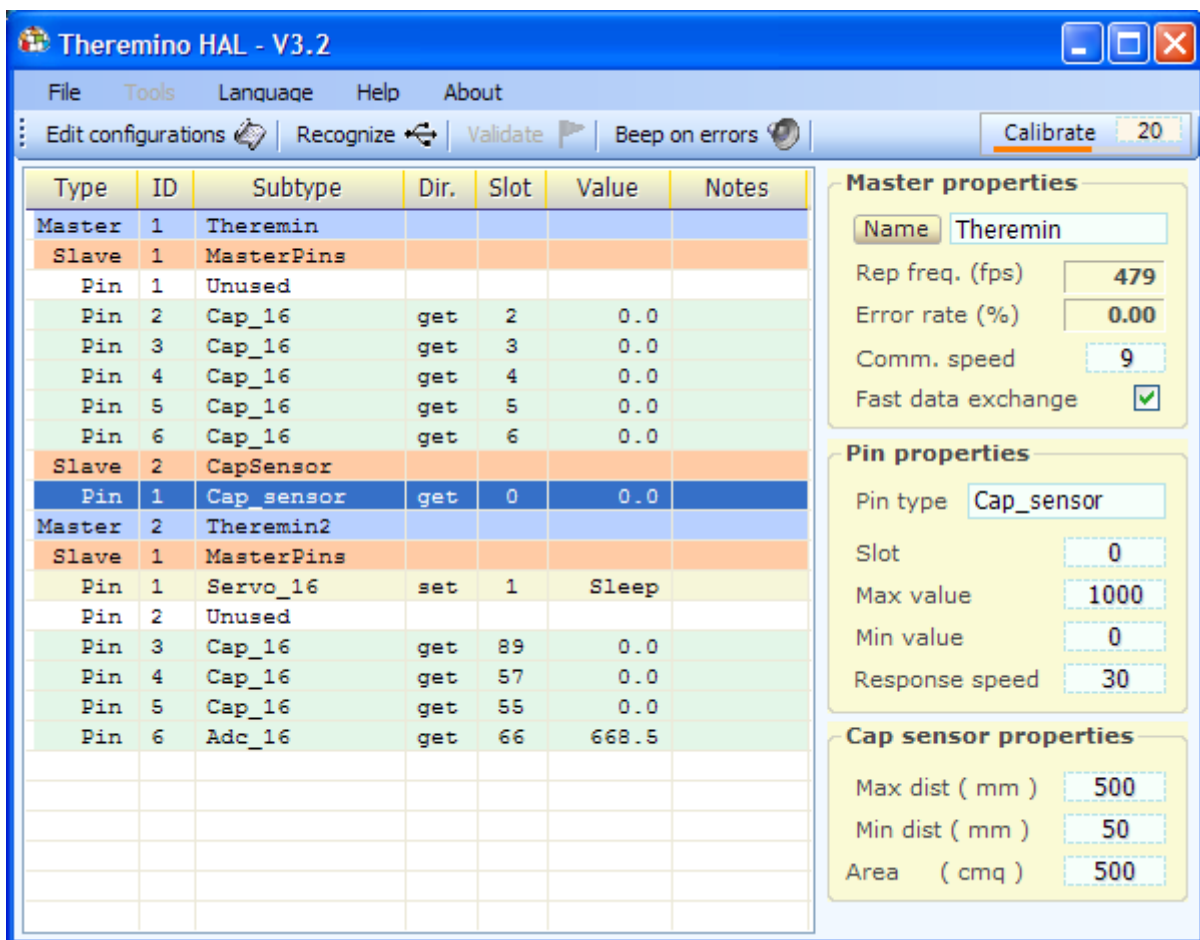 Theremino HAL - V3.2
File Tools Language Help About
Edit configurations Recognize Validate Beep on errors Calibrate 20
Type ID Subtype Dir. Slot Value Notes
Master 1 Theremin
Slave 1 MasterPins
Pin 1 Unused
Pin 2 Cap_16 get 2 0.0
Pin 3 Cap_16 get 3 0.0
Pin 4 Cap_16 get 4 0.0
Pin 5 Cap_16 get 5 0.0
Pin 6 Cap_16 get 6 0.0
Slave 2 CapSensor
Pin 1 Cap_sensor get 0 0.0
Master 2 Theremin2
Slave 1 MasterPins
Pin 1 Servo_16 set 1 Sleep
Pin 2 Unused
Pin 3 Cap_16 get 89 0.0
Pin 4 Cap_16 get 57 0.0
Pin 5 Cap_16 get 55 0.0
Pin 6 Adc_16 get 66 668.5
Master properties
Name Theremin
Rep freq. (fps) 479
Error rate (%) 0.00
Comm. speed 9
Fast data exchange
Pin properties
Pin type Cap_sensor
Slot 0
Max value 1000
Min value 0
Response speed 30
Cap sensor properties
Max dist ( mm ) 500
Min dist ( mm ) 50
Area ( cmq ) 500